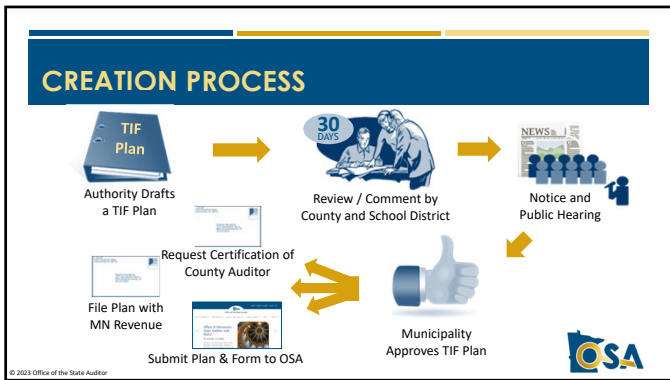 CREATION PROCESS
TIF
Plan
Authority Drafts
a TIF Plan
30
DAYS
Review / Comment by
County and School District
NEWS
Notice and
Public Hearing
Municipality
Approves TIF Plan
Request Certification of
County Auditor
File Plan with
MN Revenue
Submit Plan & Form to OSA
OSA
© 2023 Office of the State Auditor